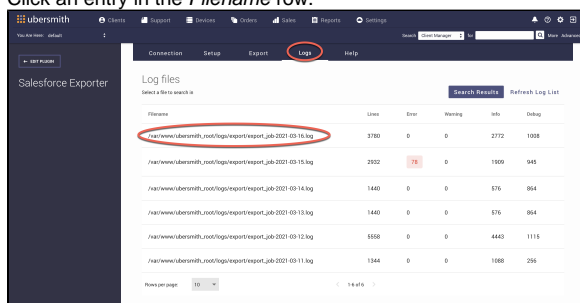 Click an entry in the Filename row.
ubersmith Clients Support Devices Orders Sales Reports Settings
You Are Here: default Search Client Manager for More Advanced
Connection Setup Export Logs Help
← EDIT PLUGIN
Salesforce Exporter
Log files
Select a file to search in
Search Results Refresh Log List
Filename Lines Error Warning Info Debug
/var/www/ubersmith_root/logs/export/export_job-2021-03-16.log 3780 0 0 2772 1008
/var/www/ubersmith_root/logs/export/export_job-2021-03-15.log 2932 78 0 1909 945
/var/www/ubersmith_root/logs/export/export_job-2021-03-14.log 1440 0 0 576 864
/var/www/ubersmith_root/logs/export/export_job-2021-03-13.log 1440 0 0 576 864
/var/www/ubersmith_root/logs/export/export_job-2021-03-12.log 5558 0 0 4443 1115
/var/www/ubersmith_root/logs/export/export_job-2021-03-11.log 1344 0 0 1088 256
Rows per page: 10 1-6 of 6